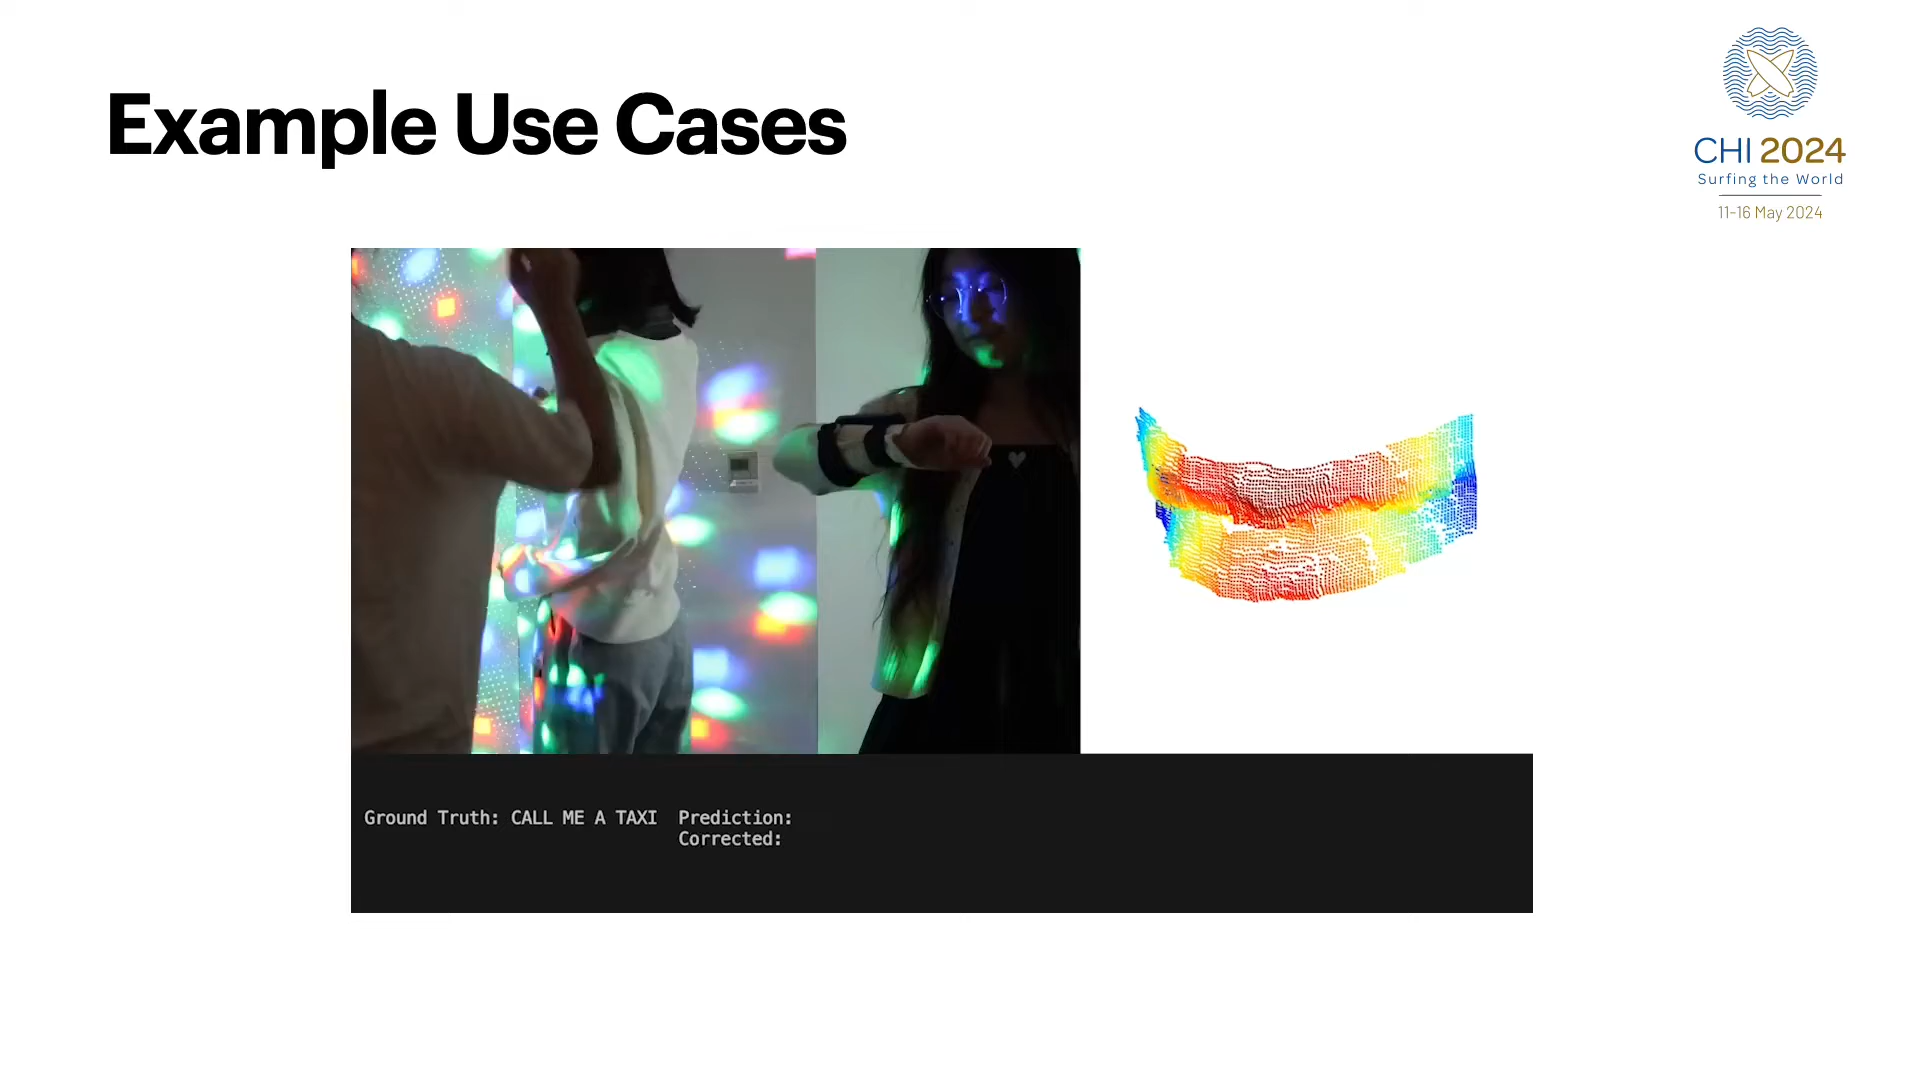 Example Use Cases
CHI 2024
Surfing the World
11-16 May 2024
Ground Truth: CALL ME A TAXI Prediction:
Corrected: